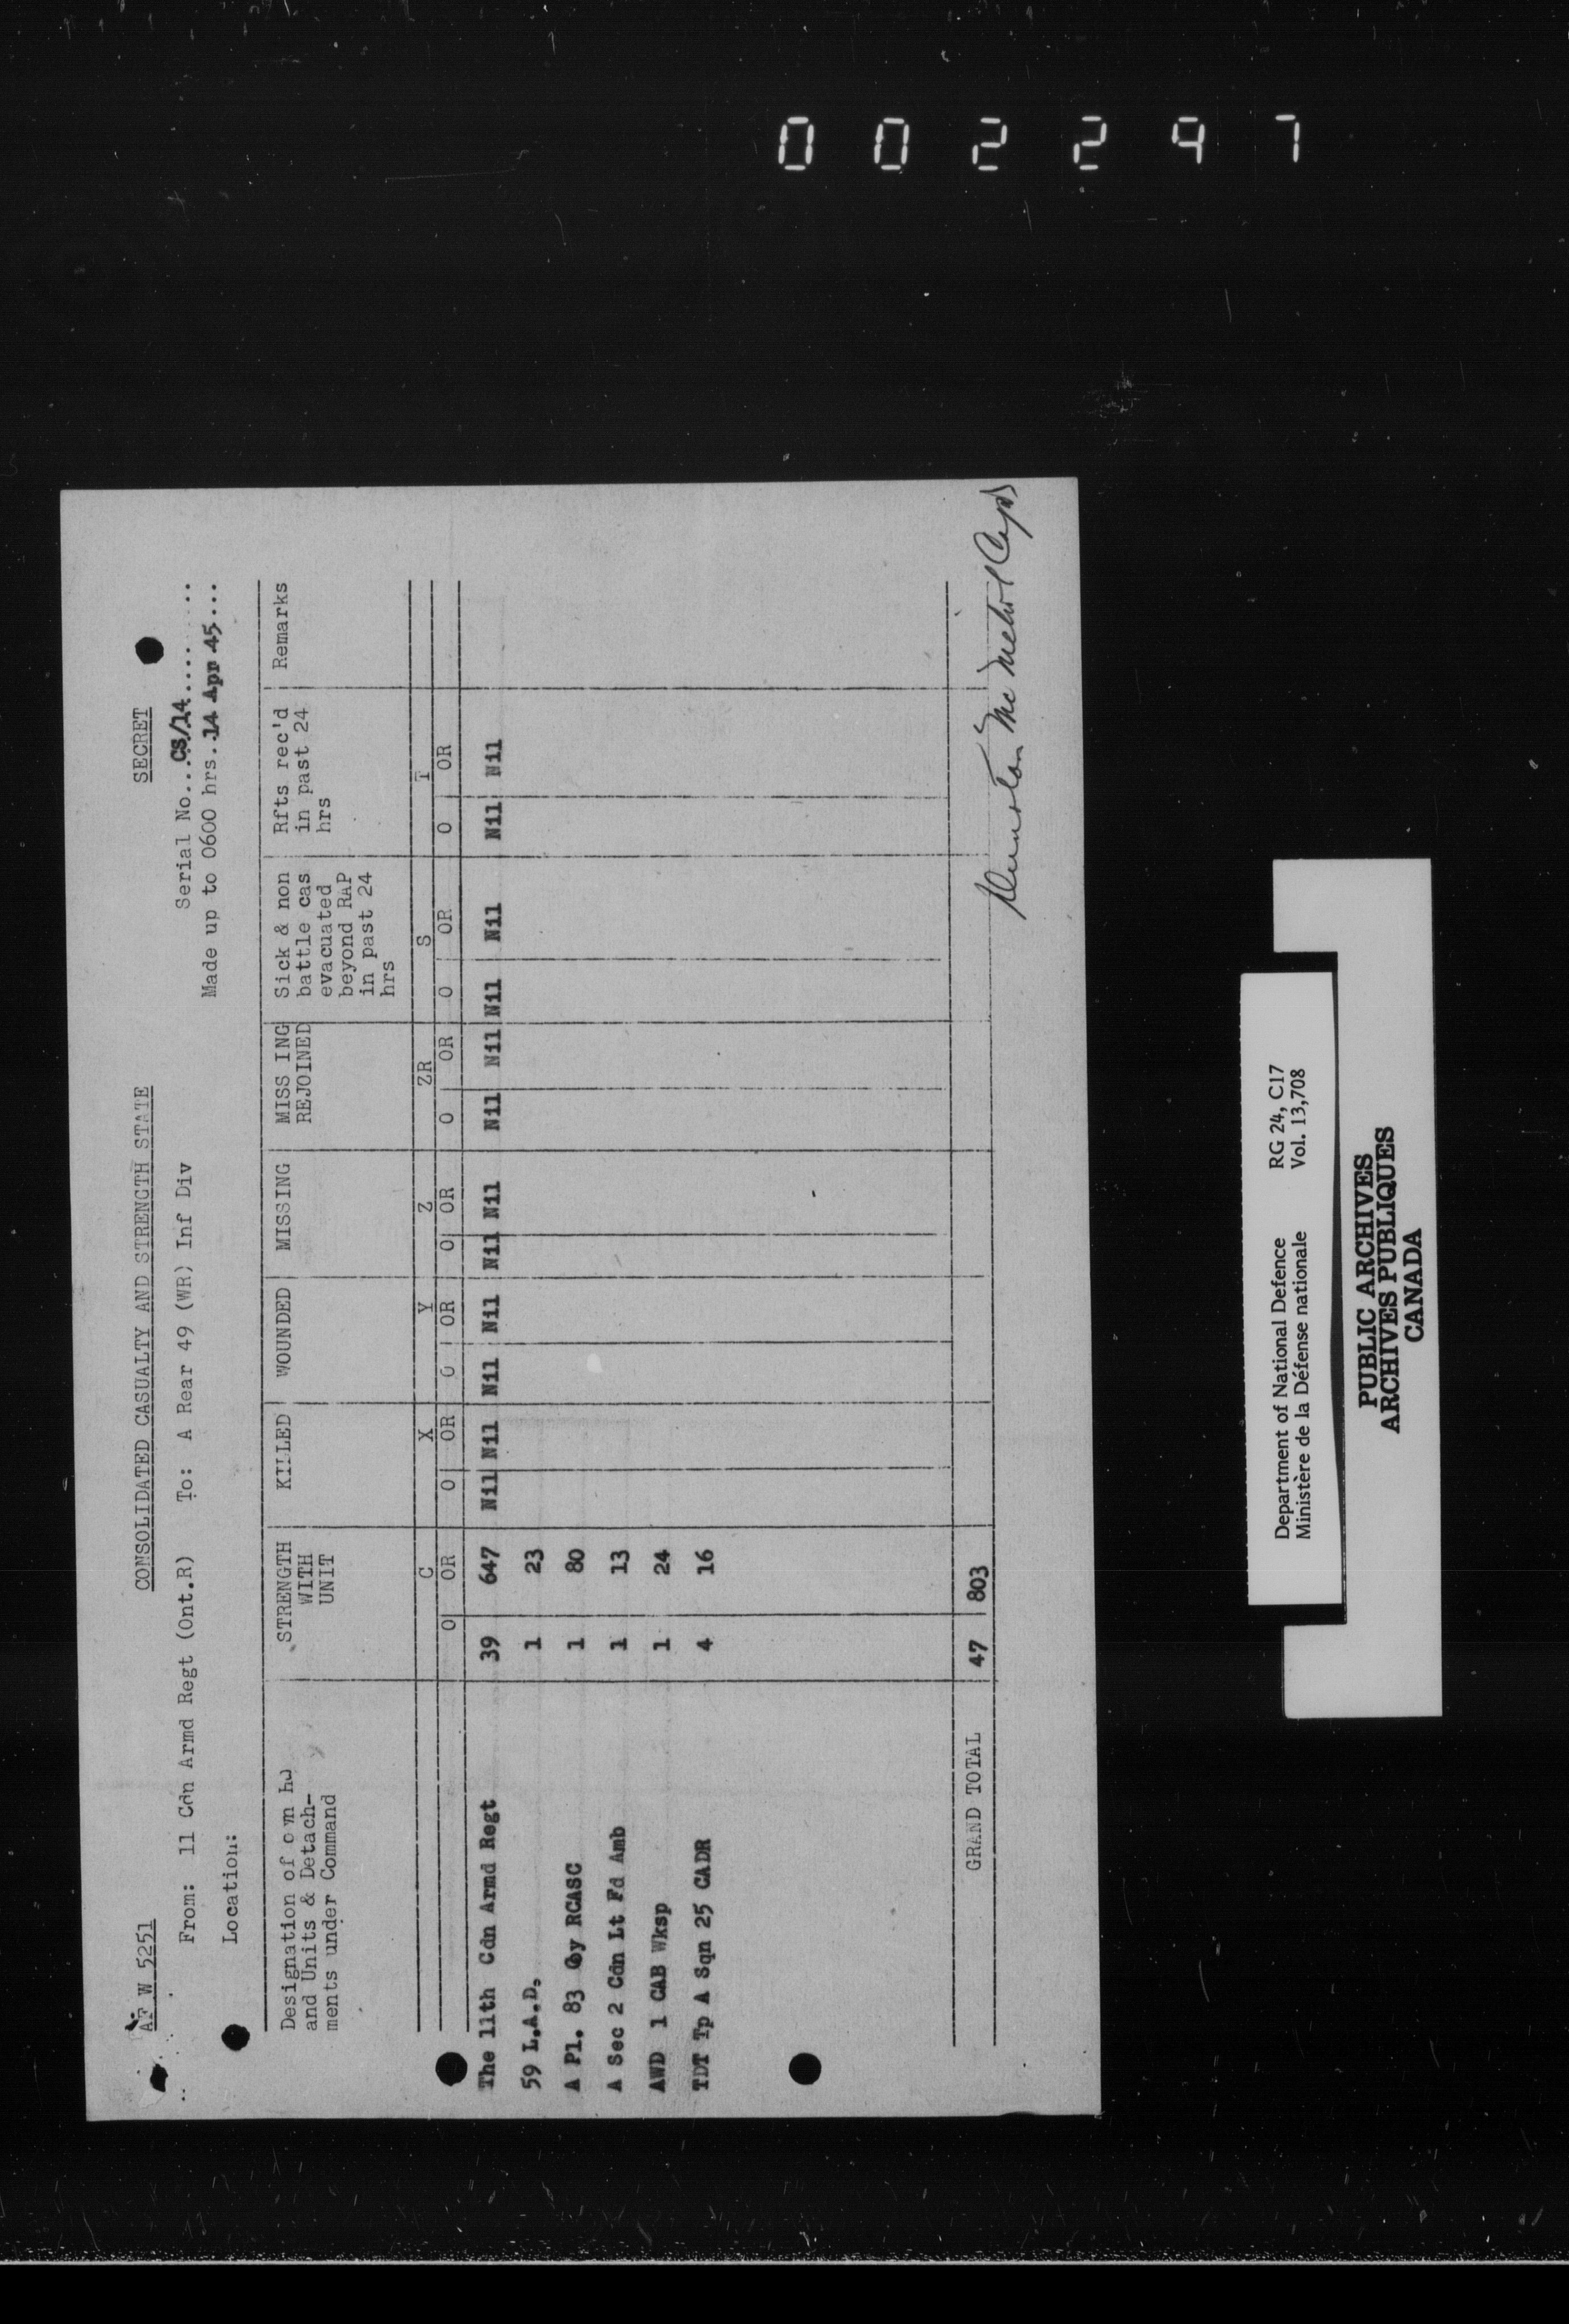 002297
AF W 5251
CONSOLIDATED CASUALTY AND STRENGTH STATE
SECRET
From: 11 Cdn Armd Regt (Ont.R) To: A Rear 49 (WR) Inf Div
Serial No...CS/14........
Location:
Made up to 0600 hrs..14 Apr 45...
Designation of
and Units & Detach-
ments under Command
STRENGTH
WITH
UNIT
KILLED
WOUNDED
MISSING
MISS ING
REJOINED
Sick & non
battle cas
evacuated
beyond RAP
in past 24
hrs
Rfts rec'd
in past 24
hrs
Remarks
C X Y Z ZR S T
O OR O OR O OR O OR O OR O OR O OR
The 11th Cdn Armd Regt 39 647 Nil Nil Nil Nil Nil Nil Nil Nil Nil Nil Nil Nil
59 L.A.D. 1 23
A Pl. 83 Coy RCASC 1 80
A Sec 2 Cdn Lt Fd Amb 1 13
AWD 1 CAB Wksp 1 24
TDT Tp A Sqn 25 CADR 4 16
GRAND TOTAL 47 803
Capt
Department of National Defence RG 24, C17
Ministère de la Défense nationale Vol. 13,708
PUBLIC ARCHIVES
ARCHIVES PUBLIQUES
CANADA